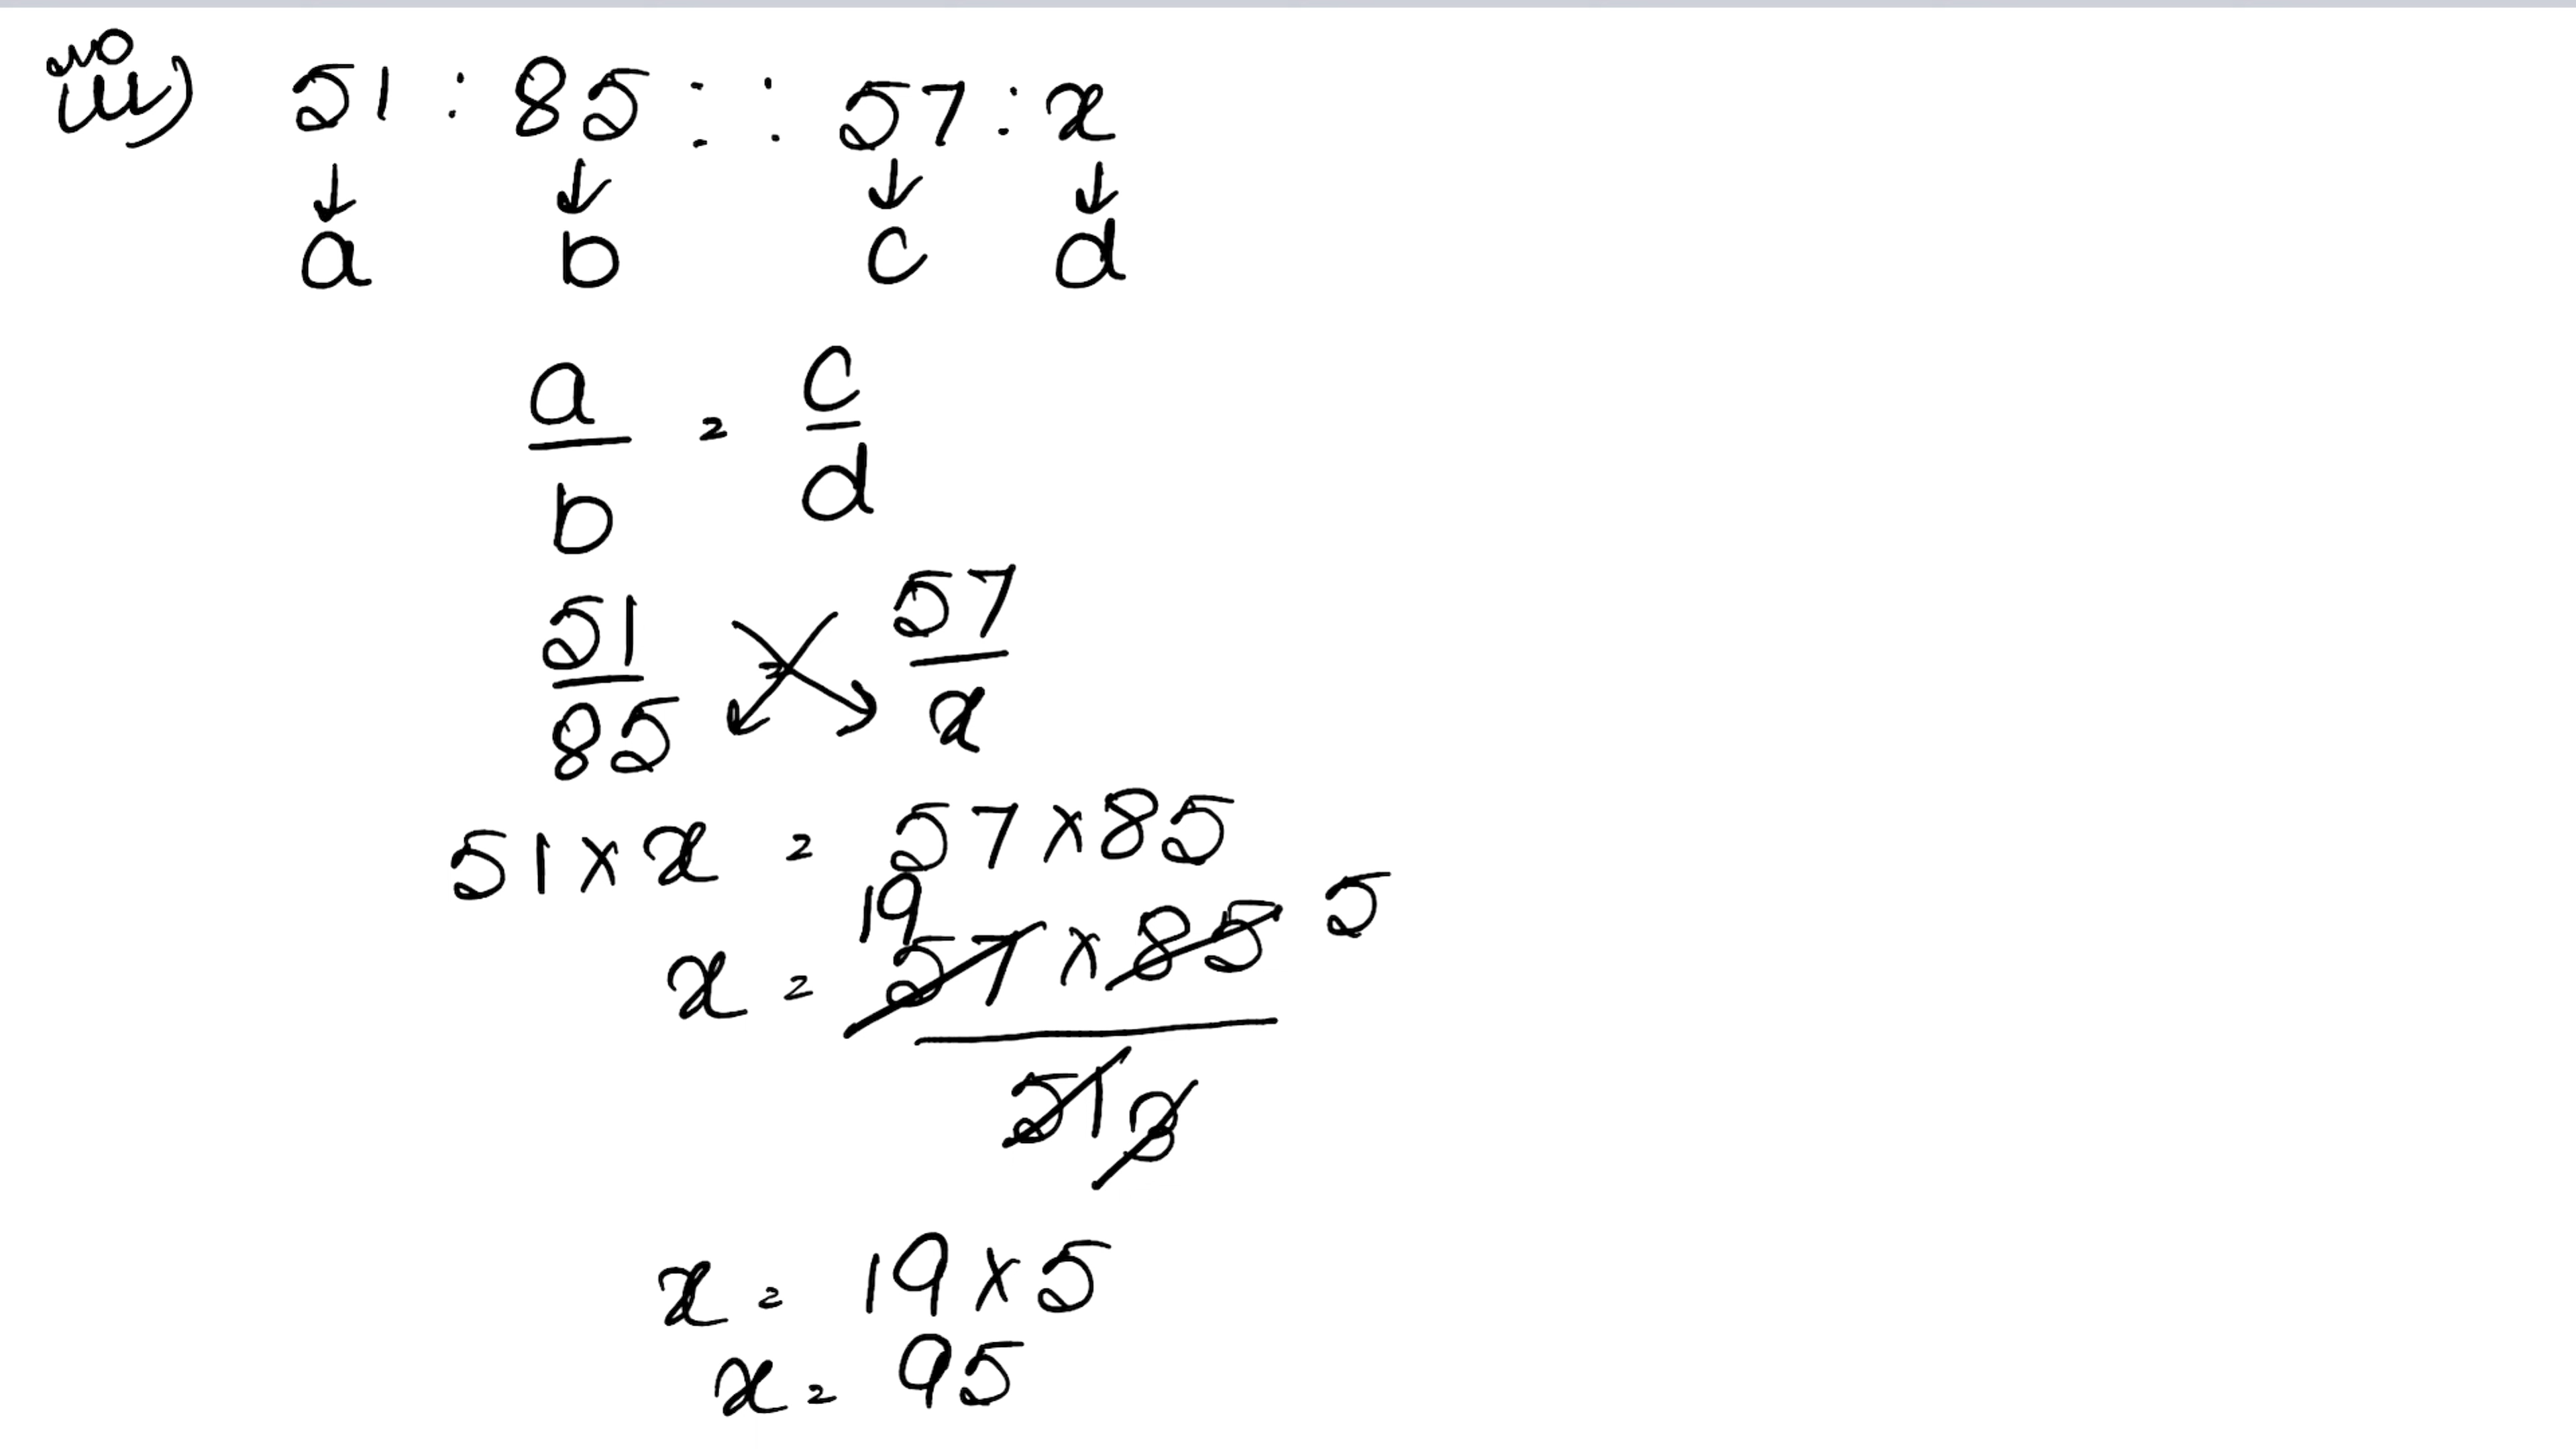 iii) 51 : 85 : : 57 : x
↓ ↓ ↓ ↓
a b c d
a/b = c/d
51/85 = 57/x
51 × x = 57 × 85
19 5
x = 57 × 85
51 3
x = 19 × 5
x = 95